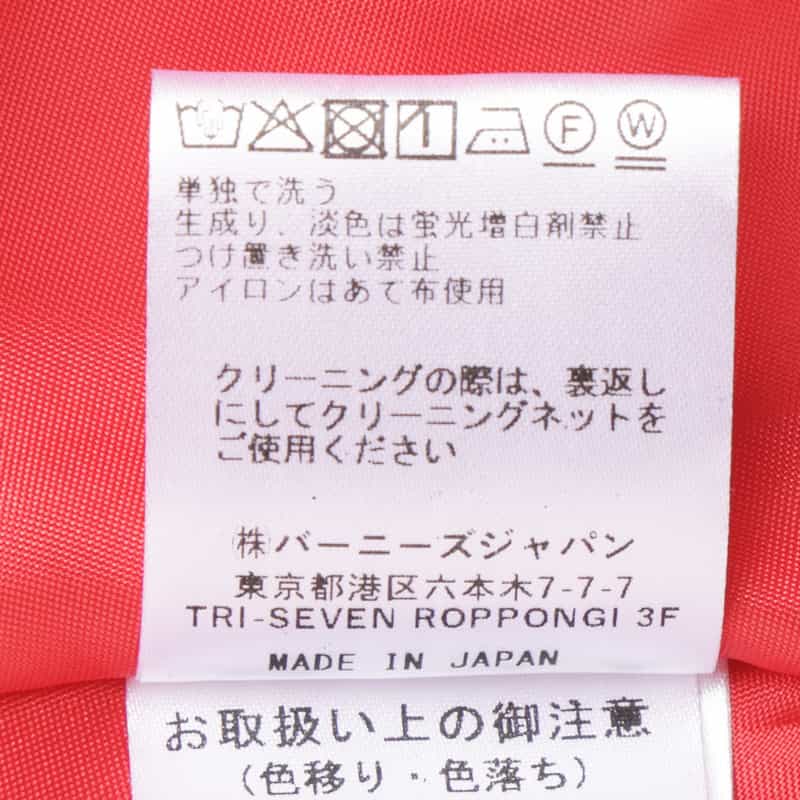 F W
単独で洗う
生成り、淡色は蛍光増白剤禁止
つけ置き洗い禁止
アイロンはあて布使用
クリーニングの際は、裏返し
にしてクリーニングネットを
ご使用ください
㈱バーニーズジャパン
東京都港区六本木7-7-7
TRI-SEVEN ROPPONGI 3F
MADE IN JAPAN
お取扱い上の御注意
(色移り・色落ち)